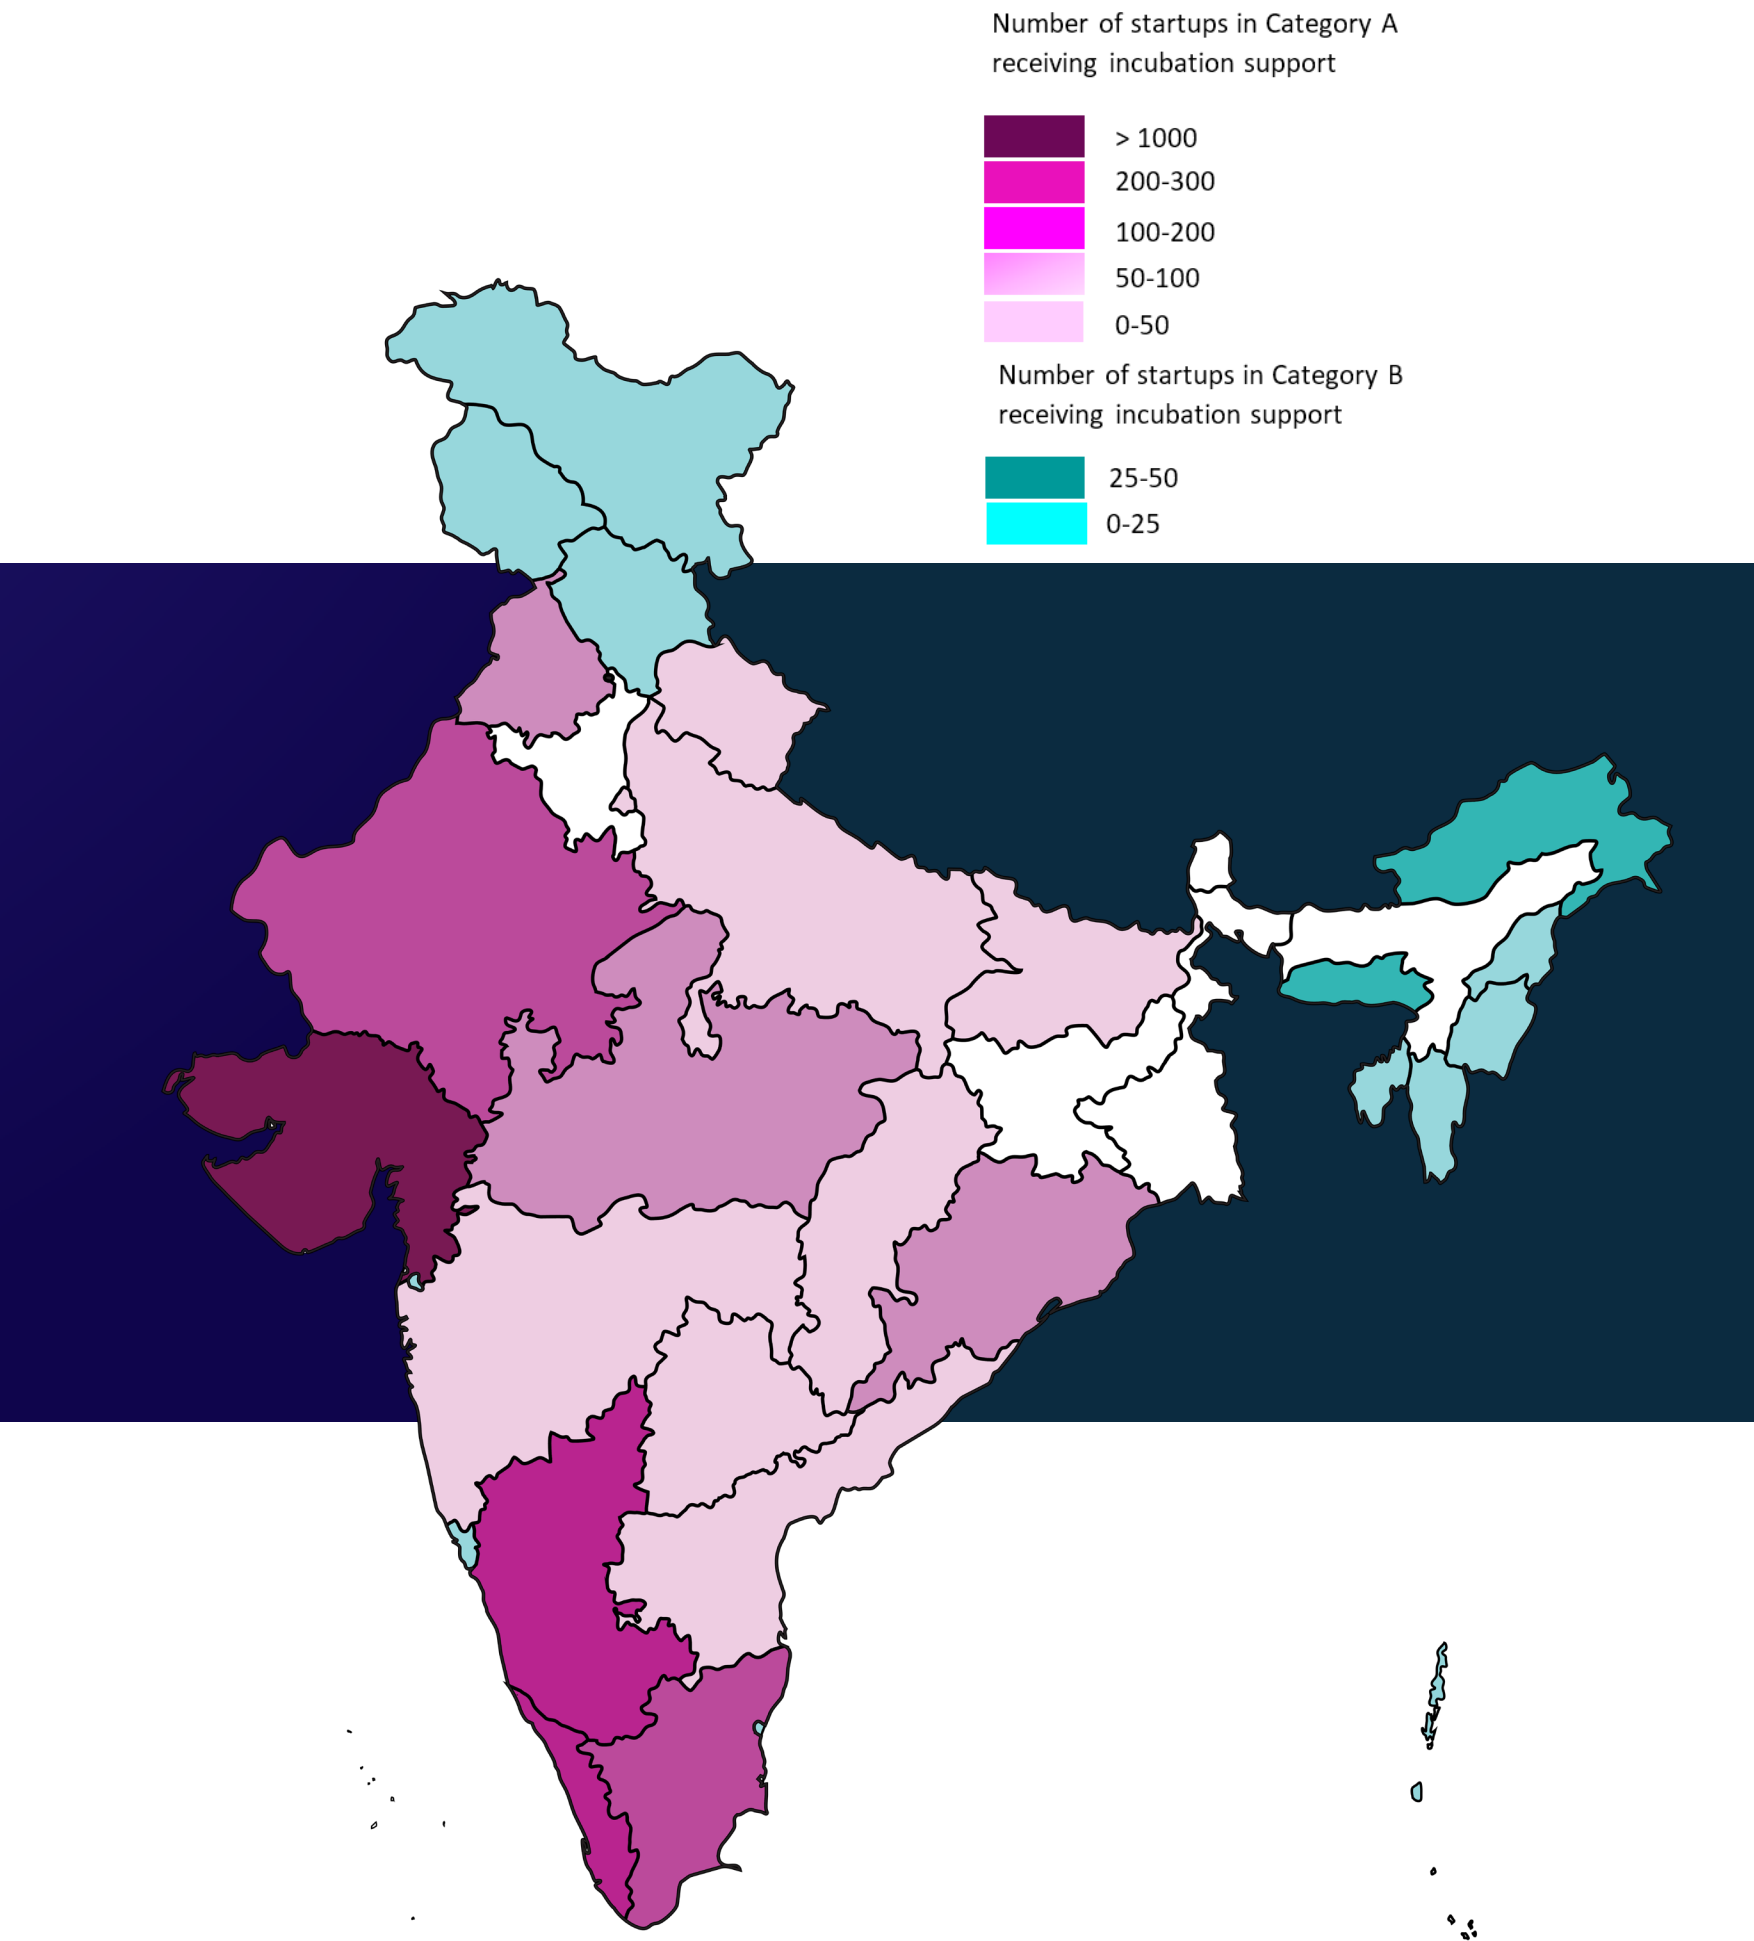 Number of startups in Category A
receiving incubation support
> 1000
200-300
100-200
50-100
0-50
Number of startups in Category B
receiving incubation support
25-50
0-25